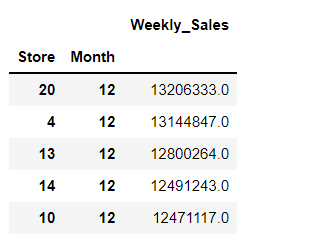 Weekly_Sales
Store Month
20 12 13206333.0
4 12 13144847.0
13 12 12800264.0
14 12 12491243.0
10 12 12471117.0